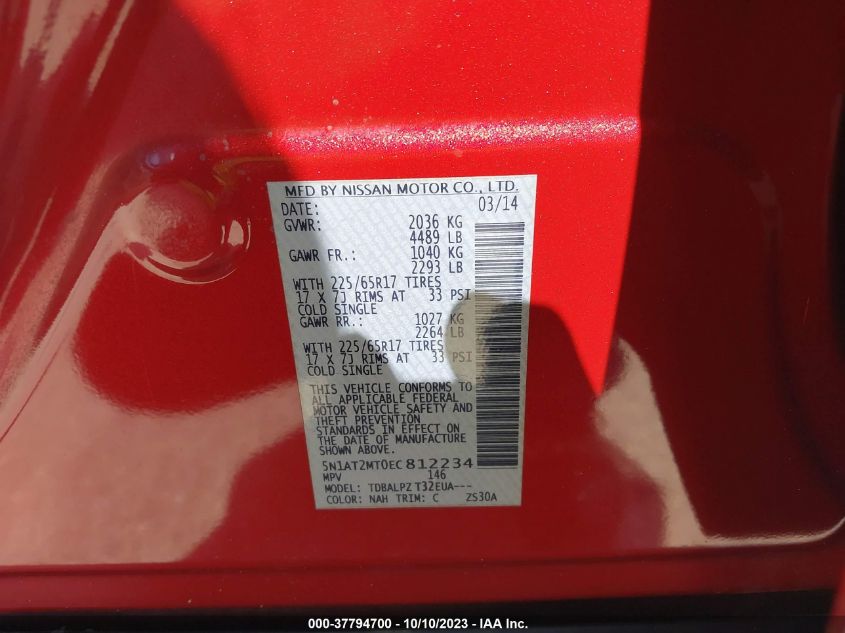 MFD BY NISSAN MOTOR CO., LTD.
DATE: 03/14
GVWR: 2036 KG
4489 LB
GAWR FR.: 1040 KG
2293 LB
WITH 225/65R17 TIRES
17 X 7J RIMS AT 33 PSI
COLD SINGLE
GAWR RR.: 1027 KG
2264 LB
WITH 225/65R17 TIRES
17 X 7J RIMS AT 33 PSI
COLD SINGLE
THIS VEHICLE CONFORMS TO
ALL APPLICABLE FEDERAL
MOTOR VEHICLE SAFETY AND
THEFT PREVENTION
STANDARDS IN EFFECT ON
THE DATE OF MANUFACTURE
SHOWN ABOVE.
5N1AT2MT0EC812234
MPV 146
MODEL: TDBALPZ T32EUA---
COLOR: NAH TRIM: C ZS30A
000-37794700 - 10/10/2023 - IAA Inc.